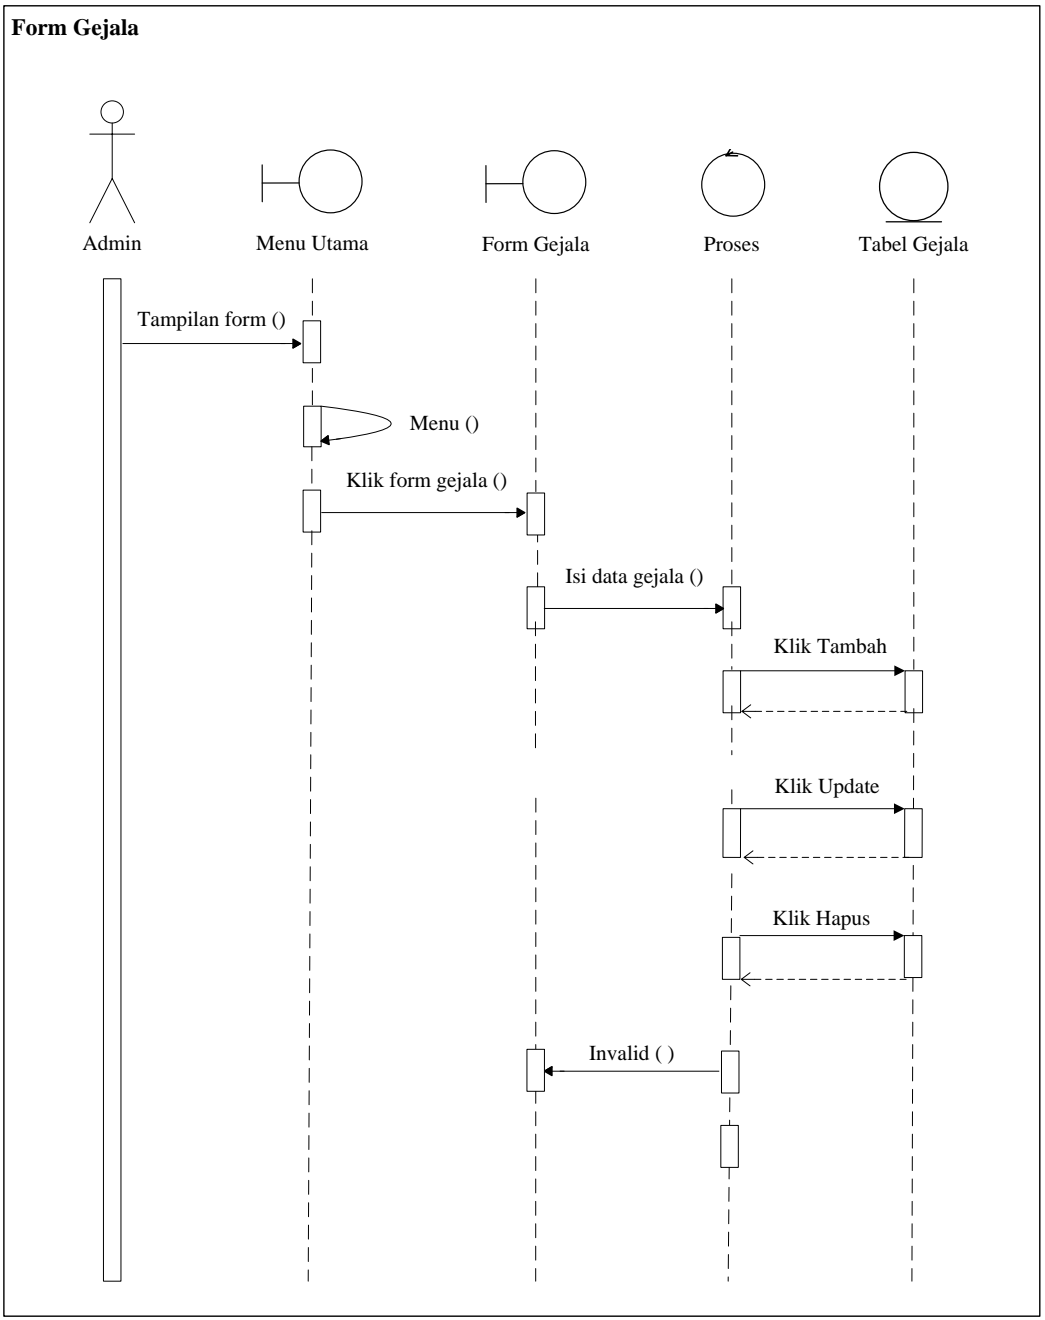 Form Gejala
Admin
Menu Utama
Form Gejala
Proses
Tabel Gejala
Tampilan form ()
Menu ()
Klik form gejala ()
Isi data gejala ()
Klik Tambah
Klik Update
Klik Hapus
Invalid ( )